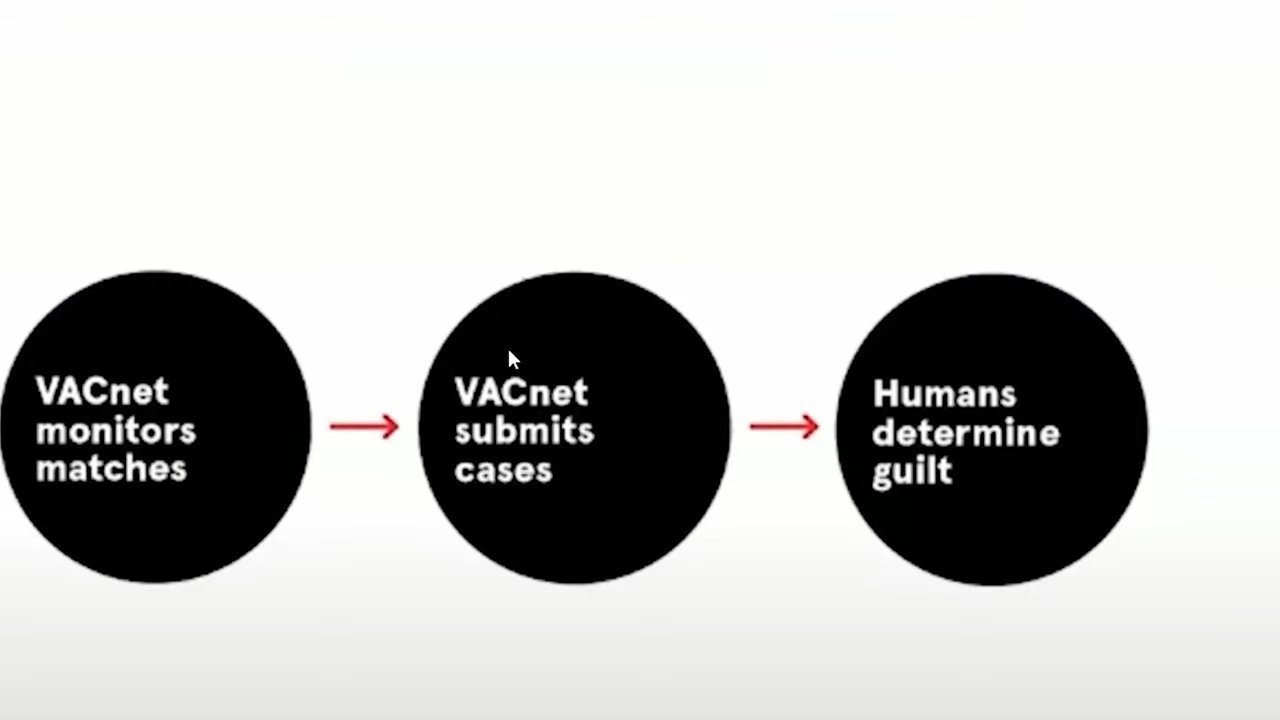 VACnet
monitors
matches
VACnet
submits
cases
Humans
determine
guilt